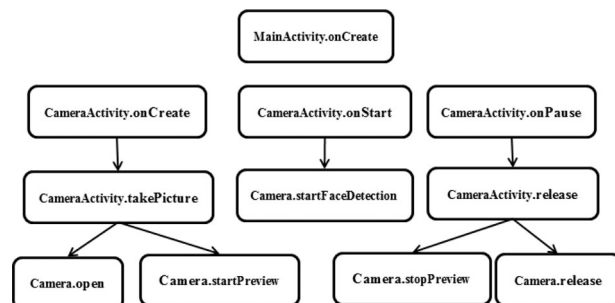 MainActivity.onCreate
CameraActivity.onCreate
CameraActivity.onStart
CameraActivity.onPause
CameraActivity.takePicture
Camera.startFaceDetection
CameraActivity.release
Camera.open
Camera.startPreview
Camera.stopPreview
Camera.release